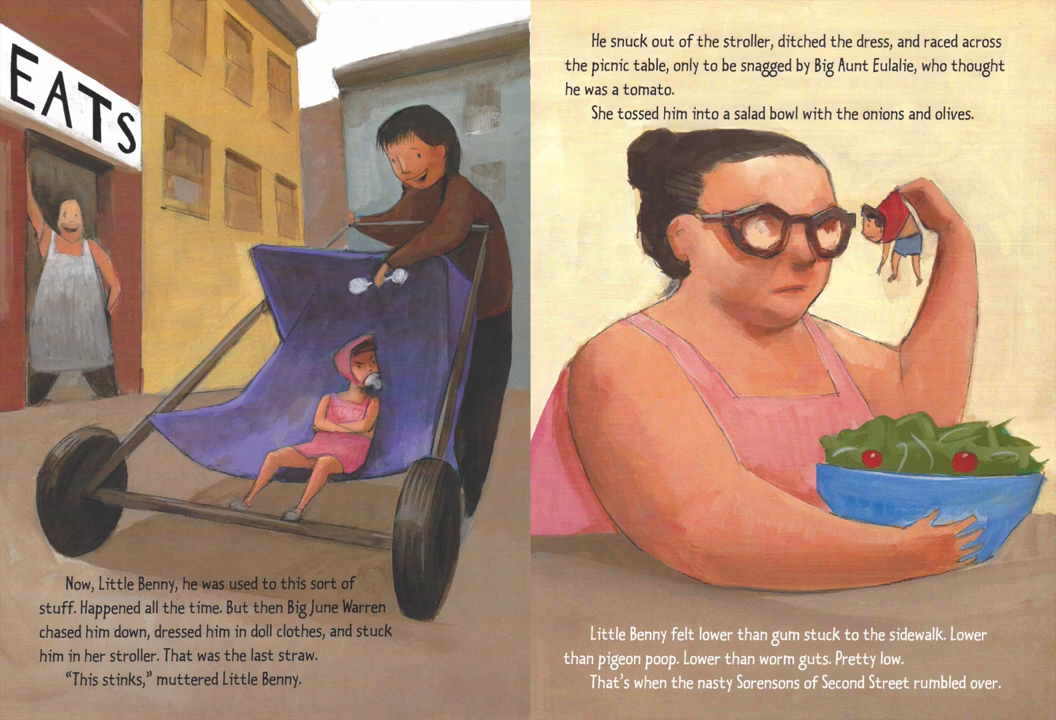 EATS
Now, Little Benny, he was used to this sort of
stuff. Happened all the time. But then Big June Warren
chased him down, dressed him in doll clothes, and stuck
him in her stroller. That was the last straw.
“This stinks,” muttered Little Benny.
He snuck out of the stroller, ditched the dress, and raced across
the picnic table, only to be snagged by Big Aunt Eulalie, who thought
he was a tomato.
She tossed him into a salad bowl with the onions and olives.
Little Benny felt lower than gum stuck to the sidewalk. Lower
than pigeon poop. Lower than worm guts. Pretty low.
That’s when the nasty Sorensons of Second Street rumbled over.